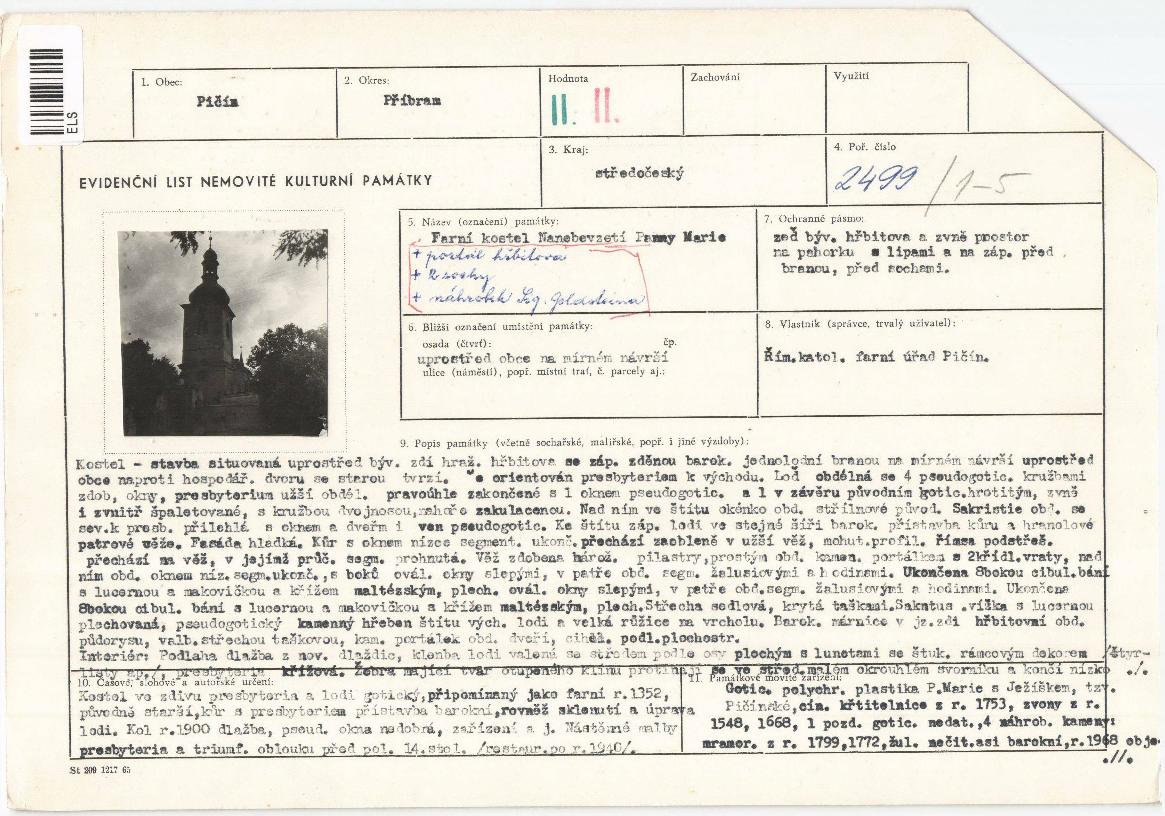 ELS
1. Obec: Pičín
2. Okres: Příbram
Hodnota II. II.
Zachování
Využití
EVIDENČNÍ LIST NEMOVITÉ KULTURNÍ PAMÁTKY
3. Kraj: středočeský
4. Poř. číslo 2499 /1-5
5. Název (označení) památky:
Farní kostel Nanebevzetí Panny Marie
+ portál hřbitova
+ 2 sochy
+ náhrobek Zyg. Goldsteina
7. Ochranné pásmo:
zeď býv. hřbitova a zvně prostor
na pahorku s lipami a na záp. před
branou, před sochami.
6. Bližší označení umístění památky:
osada (čtvrť): čp.
uprostřed obce na mírném návrší
ulice (náměstí), popř. místní trať, č. parcely aj.:
8. Vlastník (správce, trvalý uživatel):
Řím.katol. farní úřad Pičín.
9. Popis památky (včetně sochařské, malířské, popř. i jiné výzdoby):
Kostel - stavba situovaná uprostřed býv. zdí hraž. hřbitova se záp. zděnou barok. jednolodní branou na mírném návrší uprostřed
obce naproti hospodář. dvoru se starou tvrzí. e orientován presbyteriem k východu. Loď obdélná se 4 pseudogotic. kružbami
zdob, okny, presbyterium užší obdél. pravoúhle zakončené s 1 oknem pseudogotic. a 1 v závěru původním gotic.hrotitým, zvně
i zvnitř špaletované, s kružbou dvojnosou,nahoře zakulacenou. Nad ním ve štítu okénko obd. střílnové původ. Sakristie obd. se
sev.k presb. přilehlá s oknem a dveřm i ven pseudogotic. Ke štítu záp. lodi ve stejné šíři barok. přístavba kůru a hranolové
patrové věže. Fasáda hladká. Kůr s oknem nízce segment. ukonč.přechází zaobleně v užší věž, mohut.profil. římsa podstřeš.
přechází na věž, v jejímž průč. segm. prohnutá. Věž zdobena nárož. pilastry,prostým obd. kamen. portálkem s 2křídl.vraty, nad
ním obd. oknem níz.segm.ukonč.,s boků ovál. okny slepými, v patře obd. segm. žalusiovými a hodinami. Ukončena 8bokou cibul.bání
s lucernou a makovičkou a křížem maltézským, plech. ovál. okny slepými, v patře obd.segm. žalusiovými a hodinami. Ukončena
8bokou cibul. bání s lucernou a makovičkou a křížem maltézským, plech.Střecha sedlová, krytá taškami.Sakatus .víška s lucernou
plechovaná, pseudogotický kamenný hřeben štítu vých. lodi a velká růžice na vrcholu. Barok. márnice v jz.zdi hřbitovní obd.
půdorysu, valb.střechou taškovou, kam. portálek obd. dveří, cihel. podl.plochostr.
Interiér: Podlaha dlažba z nov. dlaždic, klenba lodi valená se středem podle osy plochým s lunetami se štuk. rámcovým dekorem /štyr-
listy ap./, presbyteria křížová. Žebra mající tvar otupeného klínu protínají se ve střed.malém okrouhlém svorníku a končí nízko ./.
10. Časové, slohové a autorské určení:
Kostel ve zdivu presbyteria a lodi gotický,připomínaný jako farní r.1352,
původně starší,kůr s presbyteriem přístavba barokní,rovněž sklenutí a úprava
lodi. Kol r.1900 dlažba, pseud. okna nedobná, zařízení a j. Nástěnné malby
presbyteria a triumf. oblouku před pol. 14.stol. /restaur.po r.1940/.
11. Památkové movité zařízení:
Gotic. polychr. plastika P.Marie s Ježíškem, tzv.
Pičínské,cín. křtitelnice z r. 1753, zvony z r.
1548, 1668, 1 pozd. gotic. nedat.,4 náhrob. kameny:
mramor. z r. 1799,1772,žul. nečit.asi barokní,r.1968 obje-
.//.
St 209 1217 65